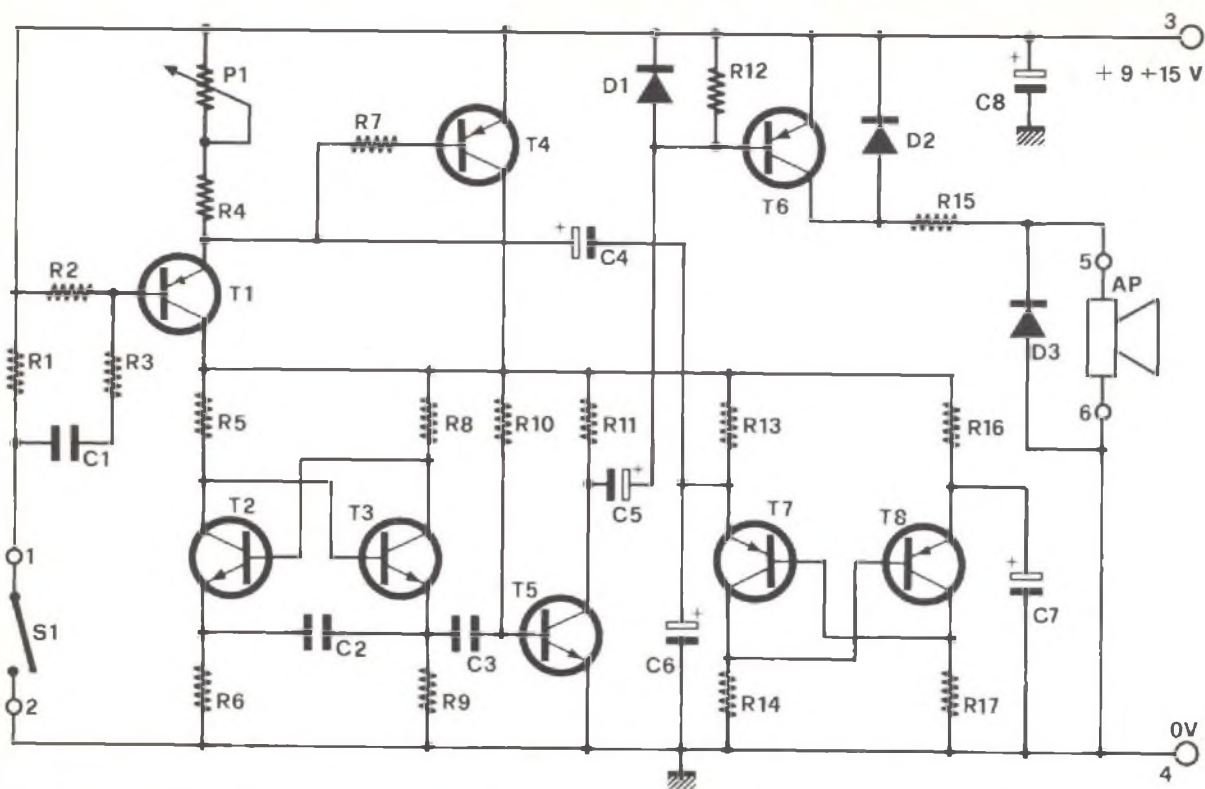 3
+ 9 +15 V
P1
R12
D1
C8
R7
T4
D2
T6
R4
R15
+
C4
5
AP
R2
T1
D3
R1
R3
6
R5
R8
R10
R11
R13
R16
C1
+
C5
T2
T3
T7
T8
1
T5
+
+
C7
S1
C2
C3
C6
2
R6
R9
R14
R17
0V
4
+